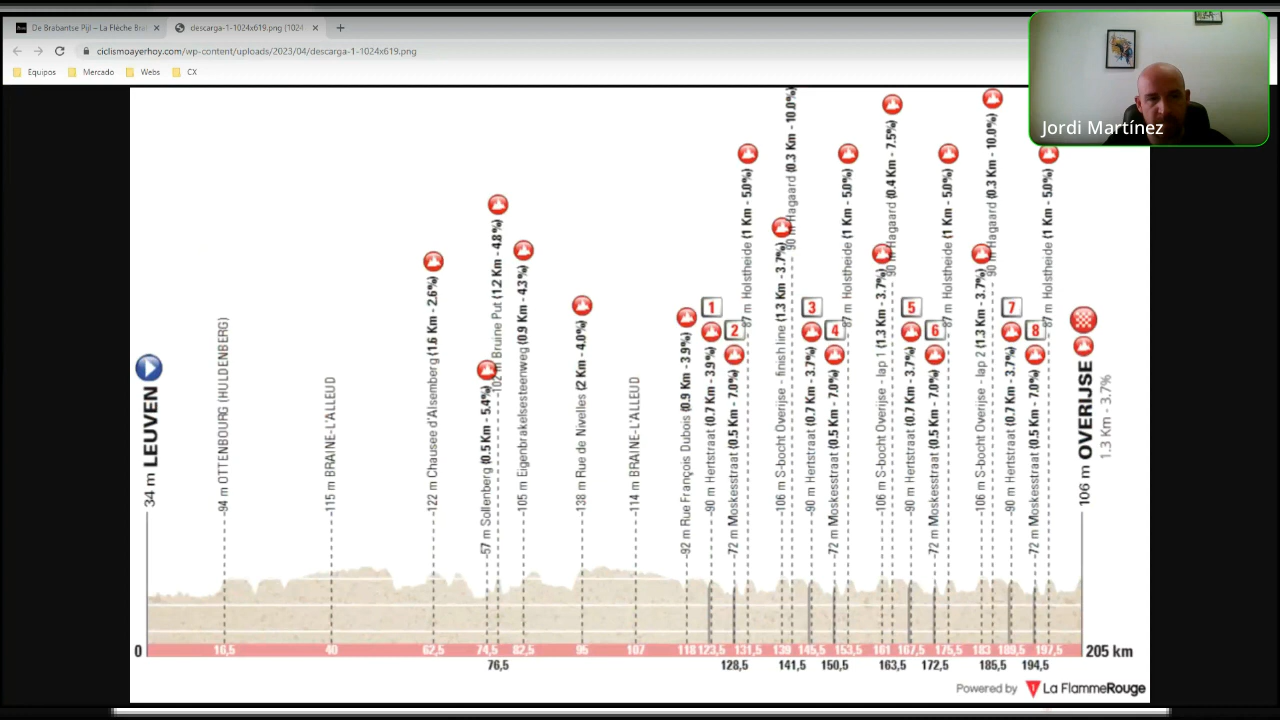 De Brabantse Pijl – La Flèche Bra
descarga-1-1024x619.png (1024
ciclismoayerhoy.com/wp-content/uploads/2023/04/descarga-1-1024x619.png
Equipos
Mercado
Webs
CX
Jordi Martínez
34 m LEUVEN
94 m OTTENBOURG (HULDENBERG)
115 m BRAINE-L'ALLEUD
122 m Chausee d'Alsemberg (1.6 Km - 2.6%)
57 m Sollenberg (0.5 Km - 5.4%)
102 m Bruine Put (1.2 Km - 4.8%)
105 m Eigenbrakelsesteenweg (0.9 Km - 4.3%)
138 m Rue de Nivelles (2 Km - 4.0%)
114 m BRAINE-L'ALLEUD
92 m Rue François Dubois (0.9 Km - 3.9%)
1
90 m Hertstraat (0.7 Km - 3.9%)
2
72 m Moskesstraat (0.5 Km - 7.0%)
87 m Holstheide (1 Km - 5.0%)
106 m S-bocht Overijse - finish line (1.3 Km - 3.7%)
90 m Hagaard (0.3 Km - 10.0%)
3
90 m Hertstraat (0.7 Km - 3.7%)
4
72 m Moskesstraat (0.5 Km - 7.0%)
87 m Holstheide (1 Km - 5.0%)
106 m S-bocht Overijse - lap 1 (1.3 Km - 3.7%)
90 m Hagaard (0.4 Km - 7.5%)
5
90 m Hertstraat (0.7 Km - 3.7%)
6
72 m Moskesstraat (0.5 Km - 7.0%)
87 m Holstheide (1 Km - 5.0%)
106 m S-bocht Overijse - lap 2 (1.3 Km - 3.7%)
90 m Hagaard (0.3 Km - 10.0%)
7
90 m Hertstraat (0.7 Km - 3.7%)
8
72 m Moskesstraat (0.5 Km - 7.0%)
87 m Holstheide (1 Km - 5.0%)
106 m OVERIJSE
1.3 Km - 3.7%
0 16,5 40 62,5 74,5 82,5 95 107 118 123,5 131,5 139 145,5 153,5 161 167,5 175,5 183 189,5 197,5 205 km
76,5 128,5 141,5 150,5 163,5 172,5 185,5 194,5
Powered by La FlammeRouge